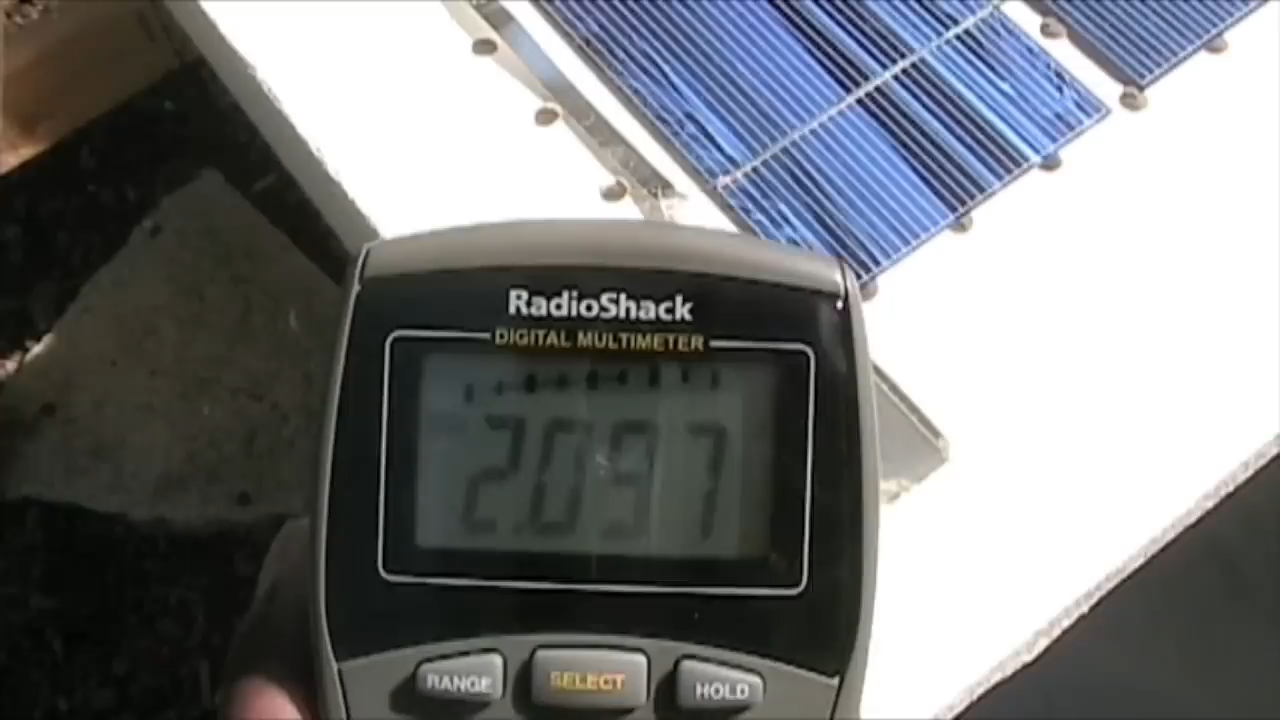 RadioShack
DIGITAL MULTIMETER
2.097
RANGE
SELECT
HOLD